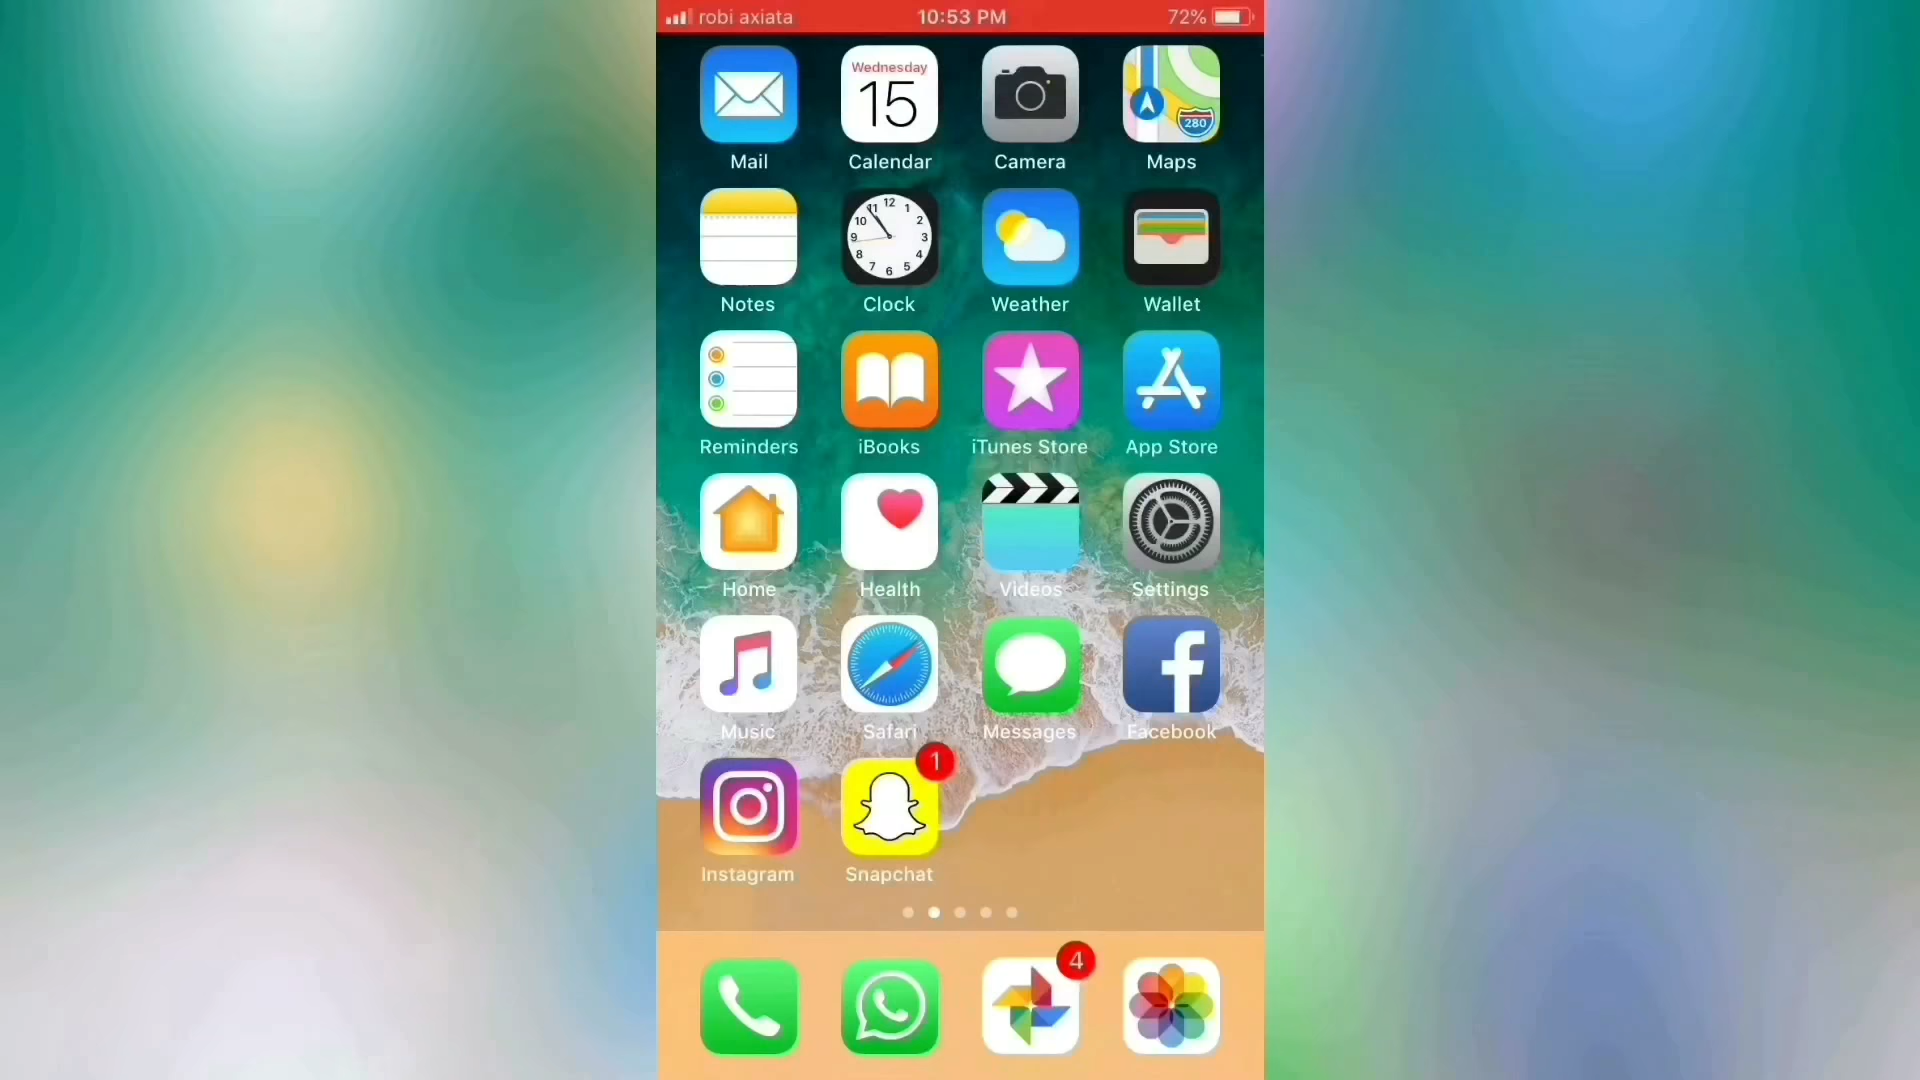 robi axiata 10:53 PM 72%
Wednesday
15
280
Mail Calendar Camera Maps
12
11 1
10 2
9 3
8 4
7 5
6
Notes Clock Weather Wallet
Reminders iBooks iTunes Store App Store
Home Health Videos Settings
f
Music Safari Messages Facebook
1
Instagram Snapchat
4